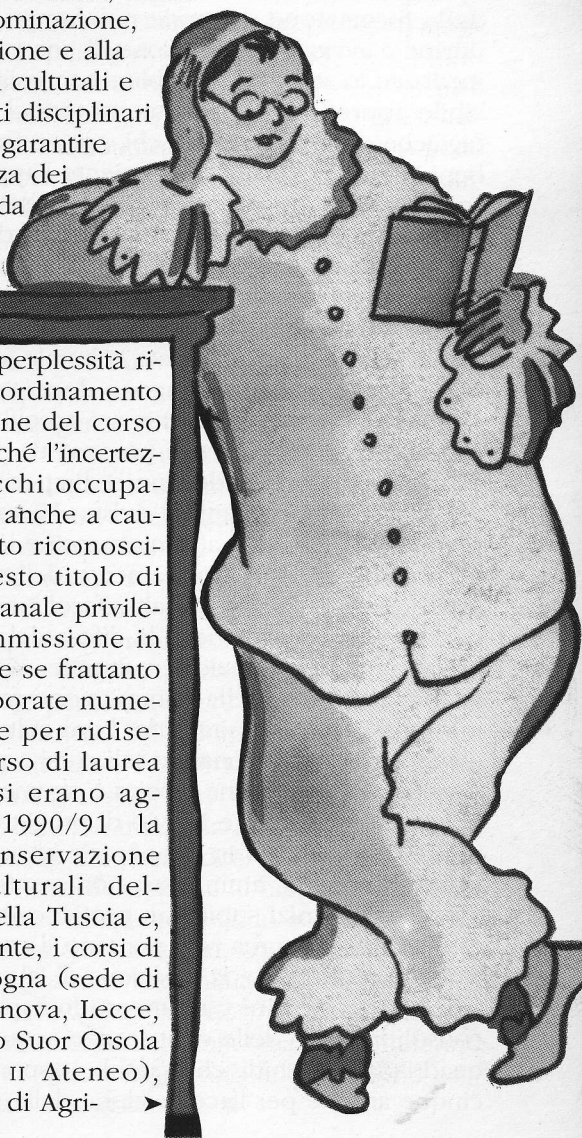 ominazione,
ione e alla
culturali e
ti disciplinari
garantire
za dei
da
perplessità ri-
ordinamento
ne del corso
ché l'incertez-
cchi occupa-
anche a cau-
to riconosci-
esto titolo di
anale privile-
mmissione in
e se frattanto
porate nume-
e per ridise
rso di laurea
si erano ag-
1990/91 la
nservazione
ulturali del-
ella Tuscia e,
nte, i corsi di
ogna (sede di
nova, Lecce
o Suor Orsola
II Ateneo),
di Agri- ➤